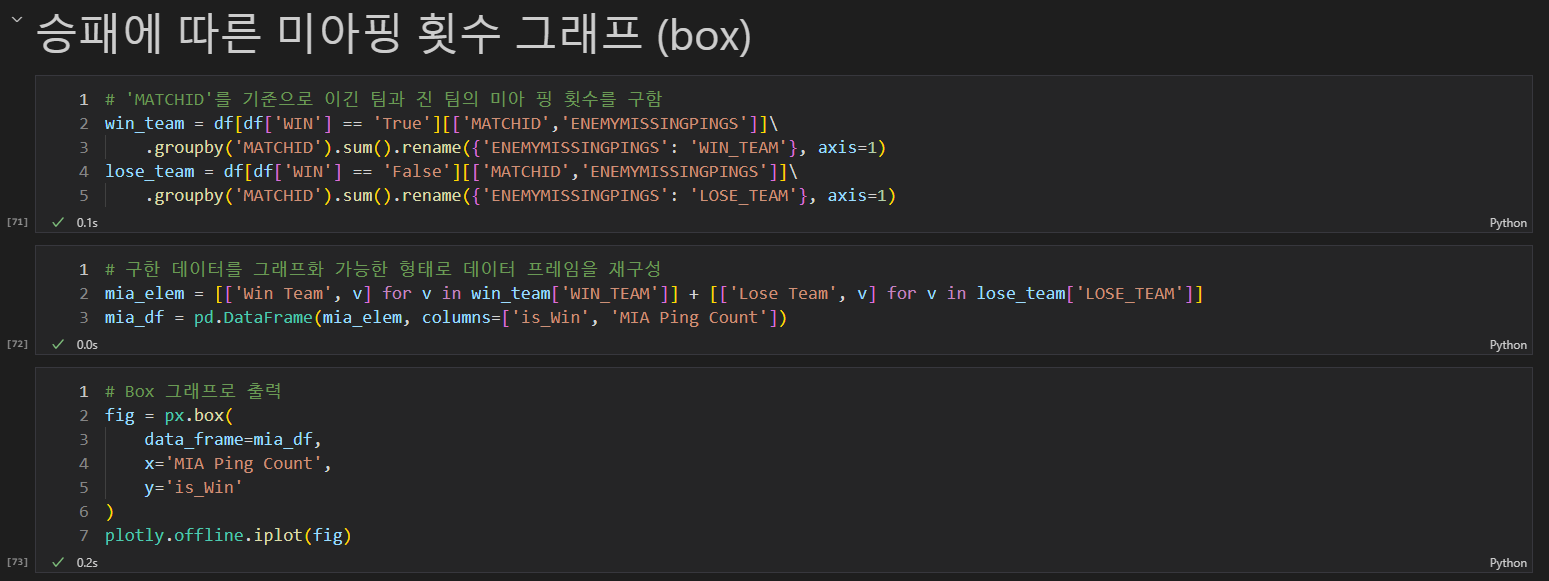 승패에 따른 미아핑 횟수 그래프 (box)
1 # 'MATCHID'를 기준으로 이긴 팀과 진 팀의 미아 핑 횟수를 구함
2 win_team = df[df['WIN'] == 'True'][['MATCHID','ENEMYMISSINGPINGS']]\
3     .groupby('MATCHID').sum().rename({'ENEMYMISSINGPINGS': 'WIN_TEAM'}, axis=1)
4 lose_team = df[df['WIN'] == 'False'][['MATCHID','ENEMYMISSINGPINGS']]\
5     .groupby('MATCHID').sum().rename({'ENEMYMISSINGPINGS': 'LOSE_TEAM'}, axis=1)
[71] ✓ 0.1s Python
1 # 구한 데이터를 그래프화 가능한 형태로 데이터 프레임을 재구성
2 mia_elem = [['Win Team', v] for v in win_team['WIN_TEAM']] + [['Lose Team', v] for v in lose_team['LOSE_TEAM']]
3 mia_df = pd.DataFrame(mia_elem, columns=['is_Win', 'MIA Ping Count'])
[72] ✓ 0.0s Python
1 # Box 그래프로 출력
2 fig = px.box(
3     data_frame=mia_df,
4     x='MIA Ping Count',
5     y='is_Win'
6 )
7 plotly.offline.iplot(fig)
[73] ✓ 0.2s Python